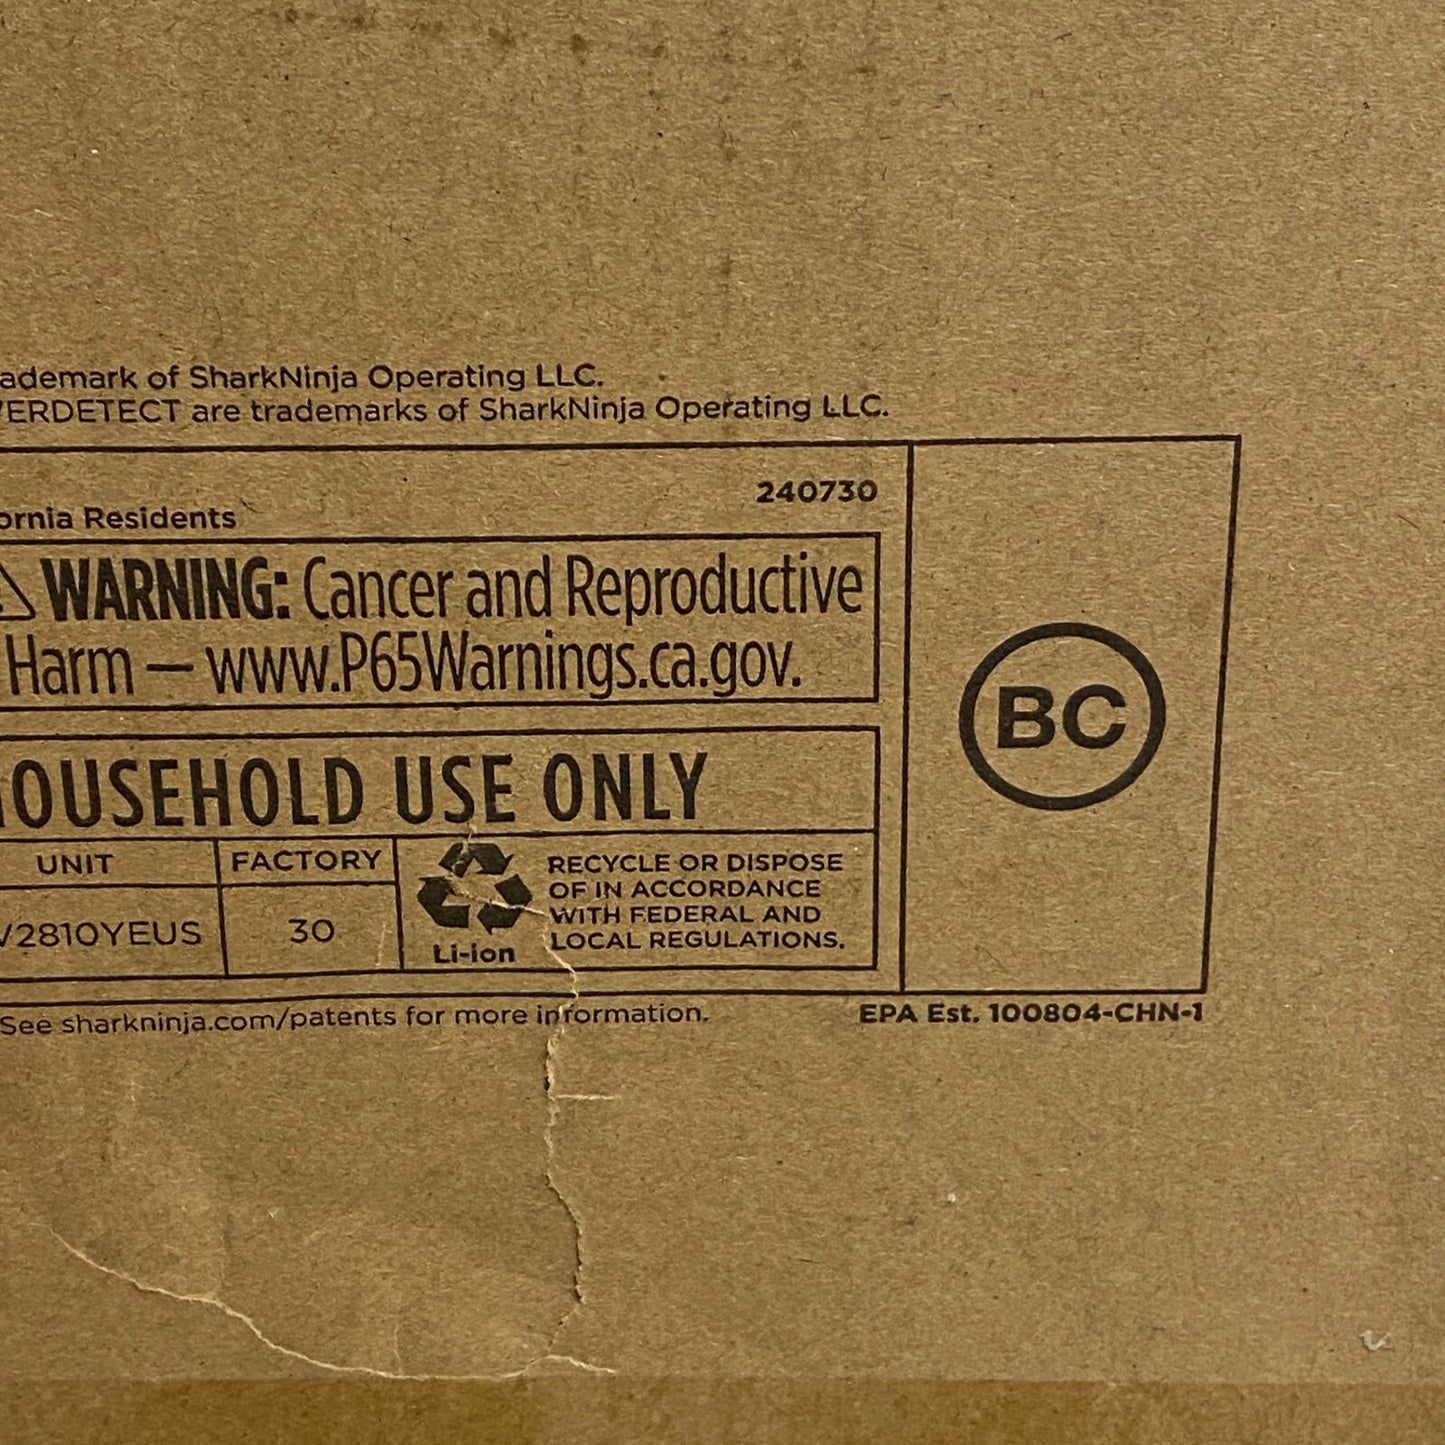 ademark of SharkNinja Operating LLC.
ERDETECT are trademarks of SharkNinja Operating LLC.
240730
ornia Residents
WARNING: Cancer and Reproductive
Harm — www.P65Warnings.ca.gov.
OUSEHOLD USE ONLY
UNIT
FACTORY
V2810YEUS
30
Li-ion
RECYCLE OR DISPOSE
OF IN ACCORDANCE
WITH FEDERAL AND
LOCAL REGULATIONS.
BC
See sharkninja.com/patents for more information.
EPA Est. 100804-CHN-1